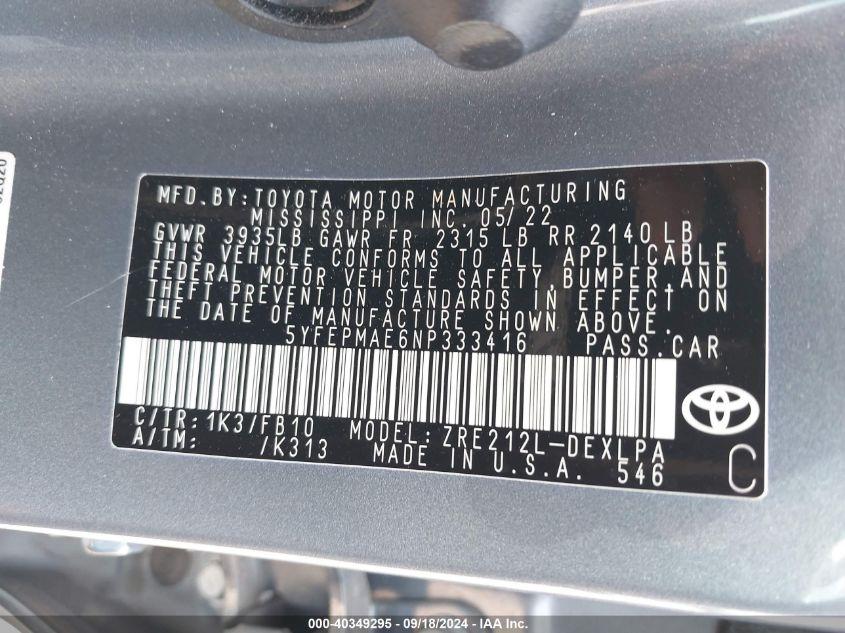 MFD.BY:TOYOTA MOTOR MANUFACTURING
MISSISSIPPI INC. 05/22
GVWR 3935LB GAWR FR 2315 LB RR 2140 LB
THIS VEHICLE CONFORMS TO ALL APPLICABLE
FEDERAL MOTOR VEHICLE SAFETY,BUMPER,AND
THEFT PREVENTION STANDARDS IN EFFECT ON
THE DATE OF MANUFACTURE SHOWN ABOVE.
5YFEPMAE6NP333416 PASS.CAR
C/TR:1K3/FB10 MODEL:ZRE212L-DEXLPA
A/TM: /K313 MADE IN U.S.A. 546
C
000-40349295 - 09/18/2024 - IAA Inc.